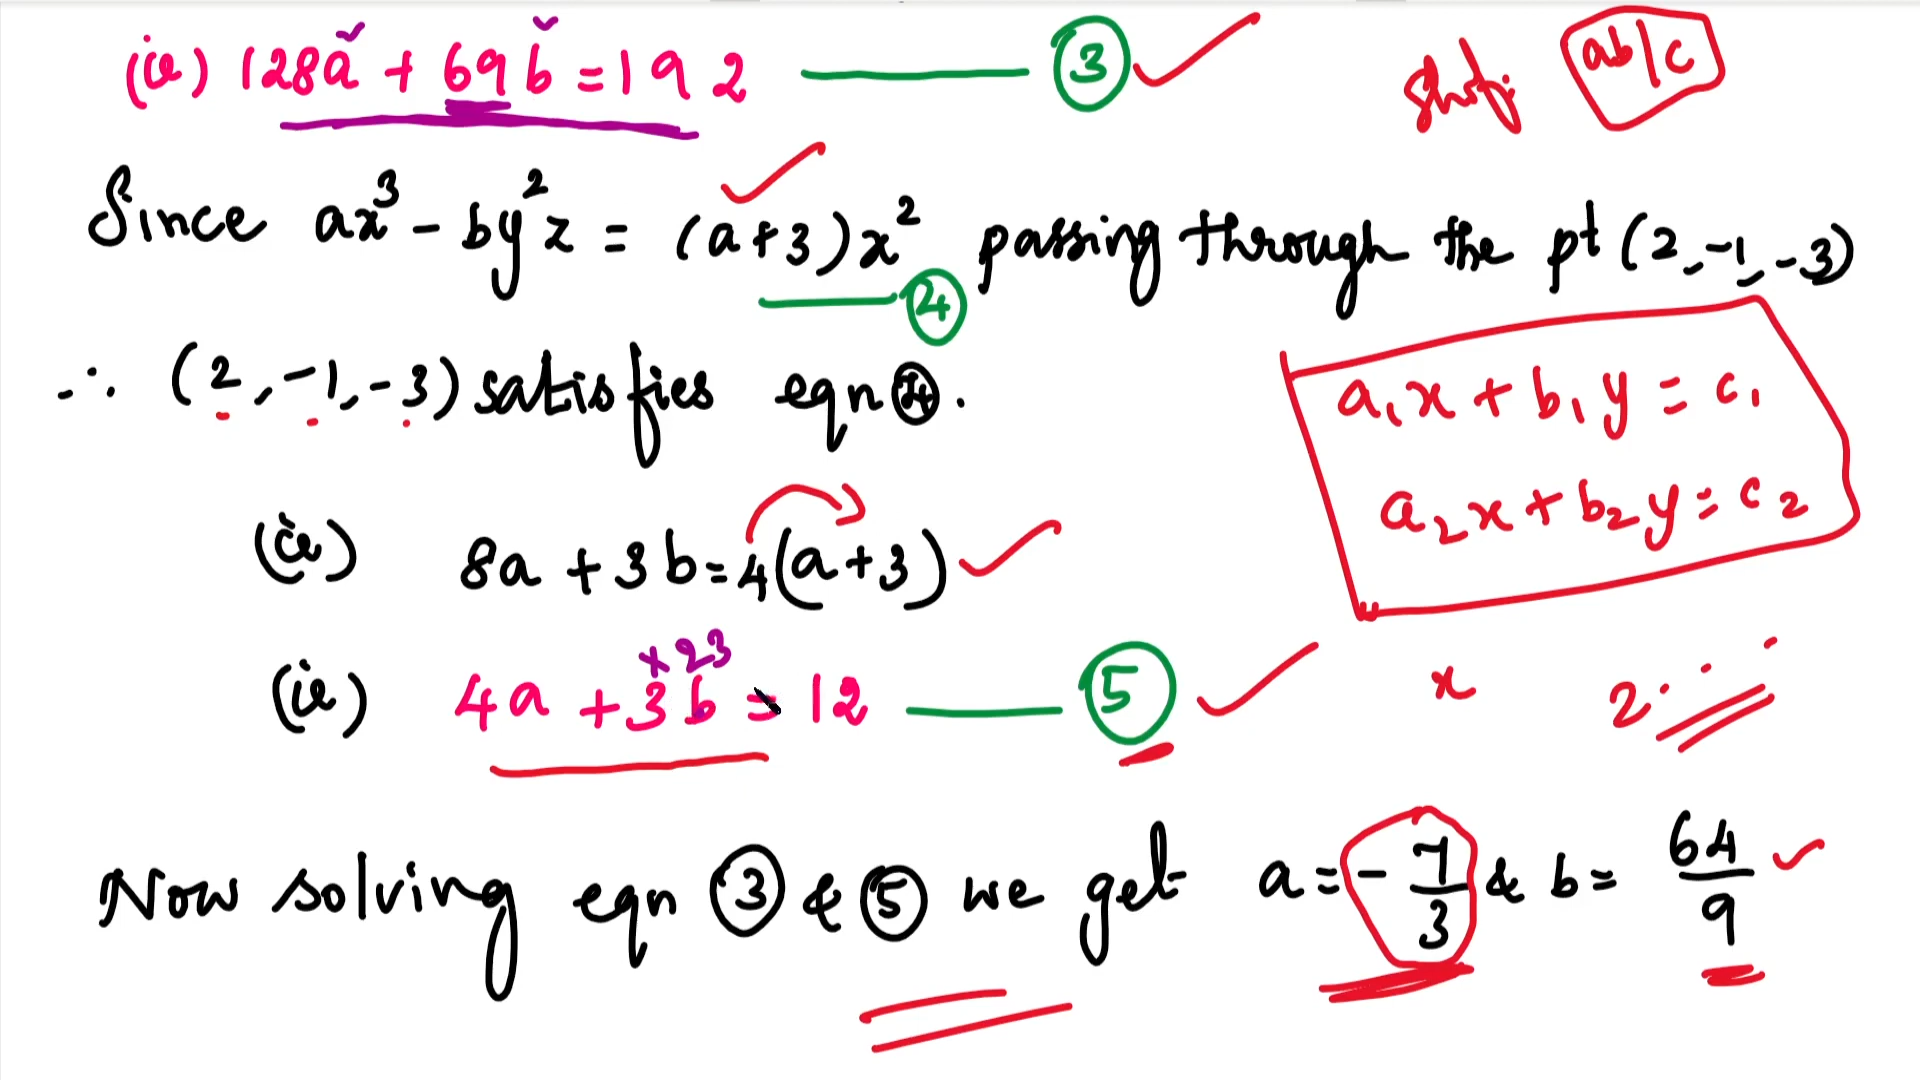 (ie) 128a + 69b = 192 ——— ③
ab/c
Since ax³ - by²z = (a+3)x² passing through the pt (2,-1,-3)
④
∴ (2,-1,-3) satisfies eqn ④.
a₁x + b₁y = c₁
a₂x + b₂y = c₂
(ie) 8a + 3b = 4(a+3)
×23
(ie) 4a + 3b = 12 ——— ⑤
x 2.
Now solving eqn ③ & ⑤ we get a = -7/3 & b = 64/9